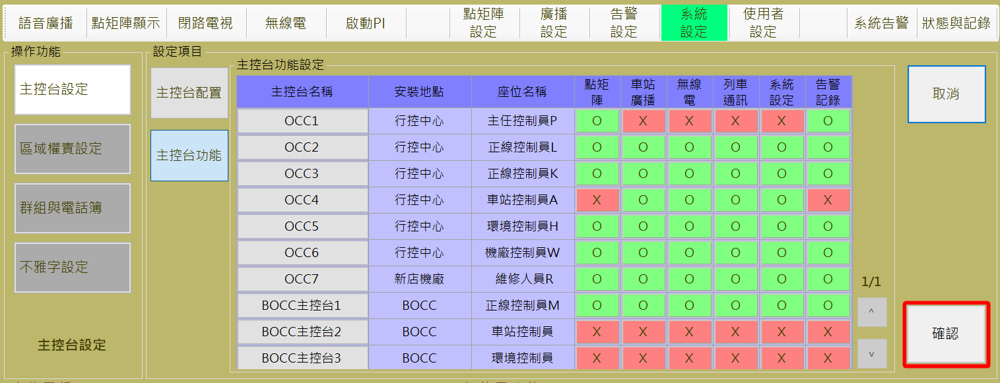 語音廣播 點矩陣顯示 閉路電視 無線電 啟動PI 點矩陣設定 廣播設定 告警設定 系統設定 使用者設定 系統告警 狀態與記錄
操作功能
主控台設定
區域權責設定
群組與電話簿
不雅字設定
主控台設定
設定項目
主控台配置
主控台功能
主控台功能設定
主控台名稱 安裝地點 座位名稱 點矩陣 車站廣播 無線電 列車通訊 系統設定 告警記錄
OCC1 行控中心 主任控制員P O X X X X O
OCC2 行控中心 正線控制員L O O O O O O
OCC3 行控中心 正線控制員K O O O O O O
OCC4 行控中心 車站控制員A X O O O O X
OCC5 行控中心 環境控制員H O O O O O O
OCC6 行控中心 機廠控制員W O O O O O O
OCC7 新店機廠 維修人員R O O O O O O
BOCC主控台1 BOCC 正線控制員M O O O O O O
BOCC主控台2 BOCC 車站控制員 X X X X X X
BOCC主控台3 BOCC 環境控制員 X X X X X X
1/1
^
v
取消
確認